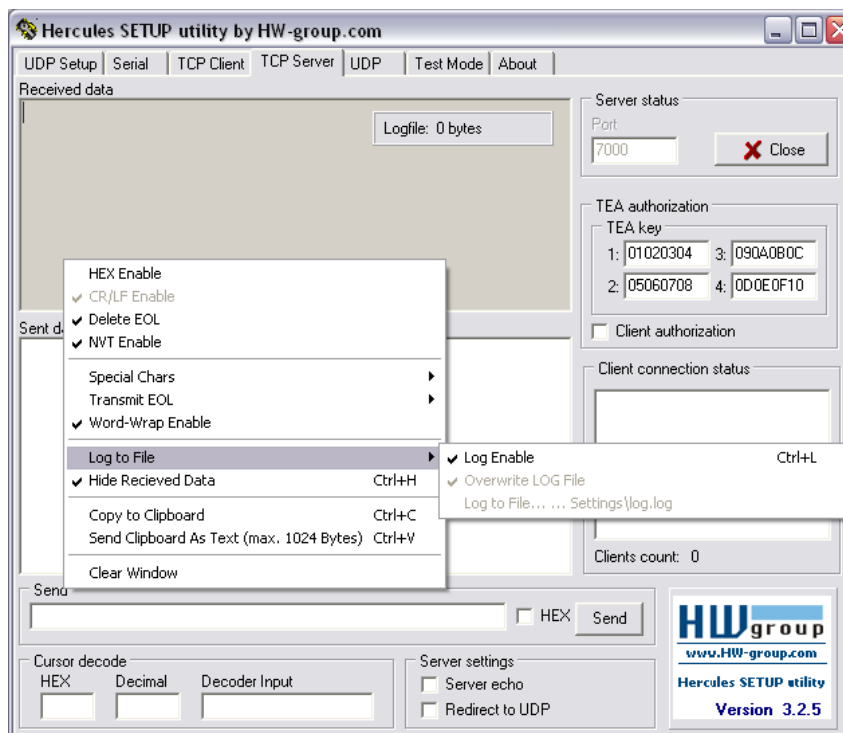 Hercules SETUP utility by HW-group.com
UDP Setup Serial TCP Client TCP Server UDP Test Mode About
Received data
Logfile: 0 bytes
Server status
Port
7000 Close
TEA authorization
TEA key
1: 01020304 3: 090A0B0C
2: 05060708 4: 0D0E0F10
Client authorization
HEX Enable
CR/LF Enable
Delete EOL
NVT Enable
Sent d
Special Chars
Transmit EOL
Word-Wrap Enable
Log to File
Hide Recieved Data Ctrl+H
Copy to Clipboard Ctrl+C
Send Clipboard As Text (max. 1024 Bytes) Ctrl+V
Clear Window
Log Enable Ctrl+L
Overwrite LOG File
Log to File... ... Settings\log.log
Client connection status
Clients count: 0
Send
HEX Send
Cursor decode
HEX Decimal Decoder Input
Server settings
Server echo
Redirect to UDP
HWgroup
www.HW-group.com
Hercules SETUP utility
Version 3.2.5